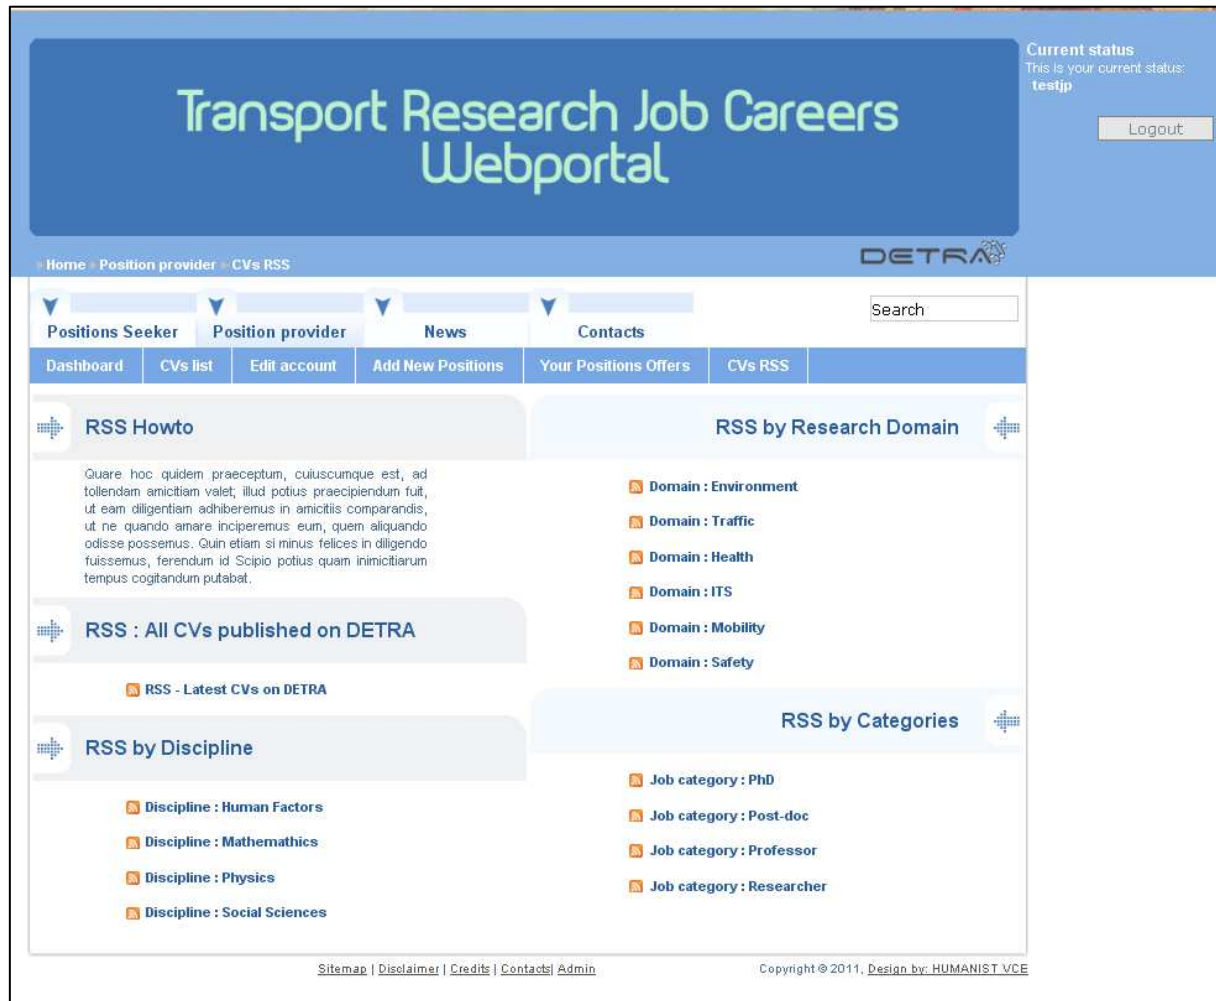 Transport Research Job Careers
Webportal
Current status
This is your current status:
testjp
Logout
Home Position provider CVs RSS
DETRA
Positions Seeker Position provider News Contacts
Search
Dashboard CVs list Edit account Add New Positions Your Positions Offers CVs RSS
RSS Howto
Quare hoc quidem praeceptum, cuiuscumque est, ad
tollendam amicitiam valet; illud potius praecipiendum fuit,
ut eam diligentiam adhiberemus in amicitiis comparandis,
ut ne quando amare inciperemus eum, quem aliquando
odisse possemus. Quin etiam si minus felices in diligendo
fuissemus, ferendum id Scipio potius quam inimicitiarum
tempus cogitandum putabat.
RSS : All CVs published on DETRA
RSS - Latest CVs on DETRA
RSS by Discipline
Discipline : Human Factors
Discipline : Mathemathics
Discipline : Physics
Discipline : Social Sciences
RSS by Research Domain
Domain : Environment
Domain : Traffic
Domain : Health
Domain : ITS
Domain : Mobility
Domain : Safety
RSS by Categories
Job category : PhD
Job category : Post-doc
Job category : Professor
Job category : Researcher
Sitemap | Disclaimer | Credits | Contacts| Admin
Copyright © 2011, Design by: HUMANIST VCE